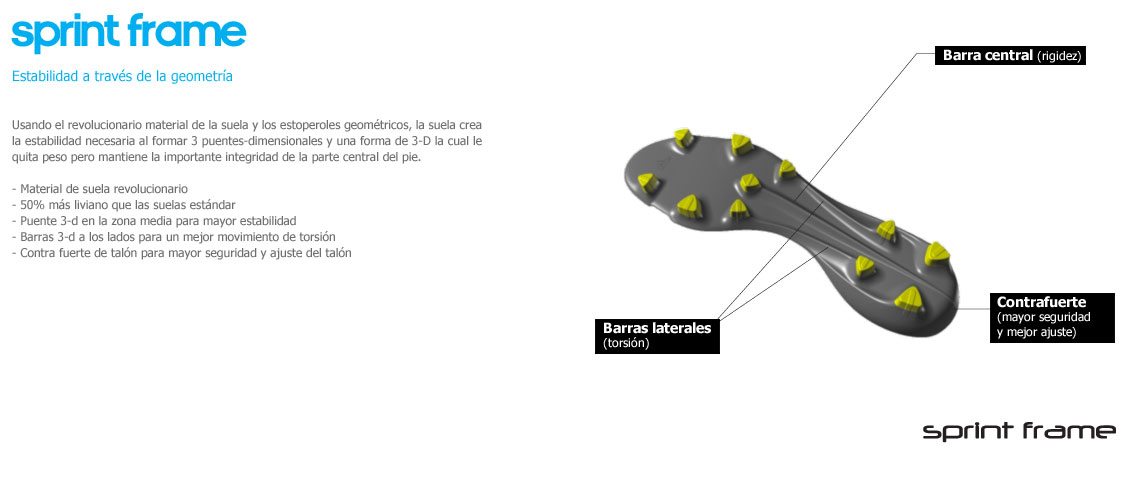 sprint frame
Estabilidad a través de la geometría
Usando el revolucionario material de la suela y los estoperoles geométricos, la suela crea
la estabilidad necesaria al formar 3 puentes-dimensionales y una forma de 3-D la cual le
quita peso pero mantiene la importante integridad de la parte central del pie.
- Material de suela revolucionario
- 50% más liviano que las suelas estándar
- Puente 3-d en la zona media para mayor estabilidad
- Barras 3-d a los lados para un mejor movimiento de torsión
- Contra fuerte de talón para mayor seguridad y ajuste del talón
Barra central (rigidez)
Barras laterales
(torsión)
Contrafuerte
(mayor seguridad
y mejor ajuste)
sprint frame